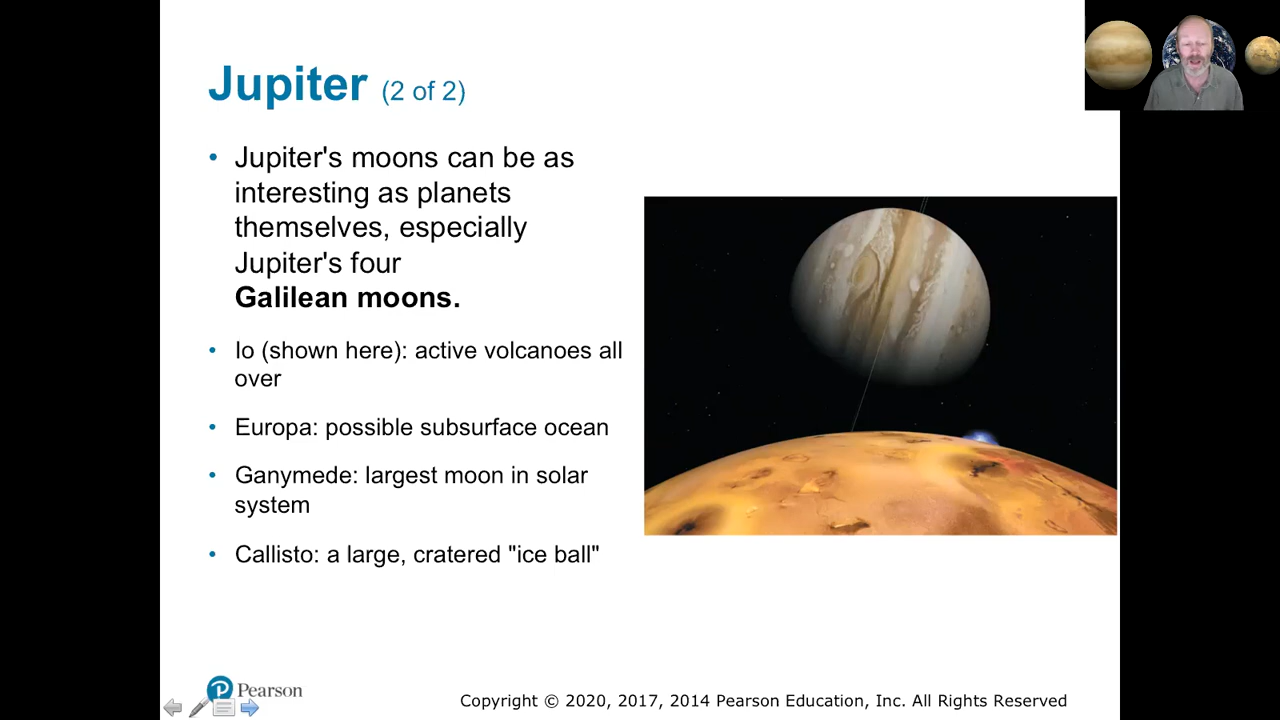 Jupiter (2 of 2)
• Jupiter's moons can be as
interesting as planets
themselves, especially
Jupiter's four
Galilean moons.
• Io (shown here): active volcanoes all
over
• Europa: possible subsurface ocean
• Ganymede: largest moon in solar
system
• Callisto: a large, cratered "ice ball"
Pearson
Copyright © 2020, 2017, 2014 Pearson Education, Inc. All Rights Reserved